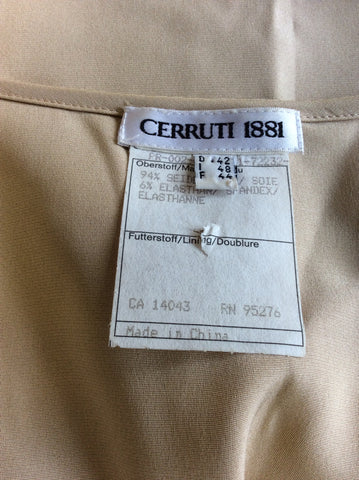 CERRUTI 1881
D 42
I 48
F 44
94% SEIDE SOIE
6% ELASTHAN/ SPANDEX/
ELASTHANNE
Futterstoff/Lining/Doublure
CA 14043 RN 95276
Made in China